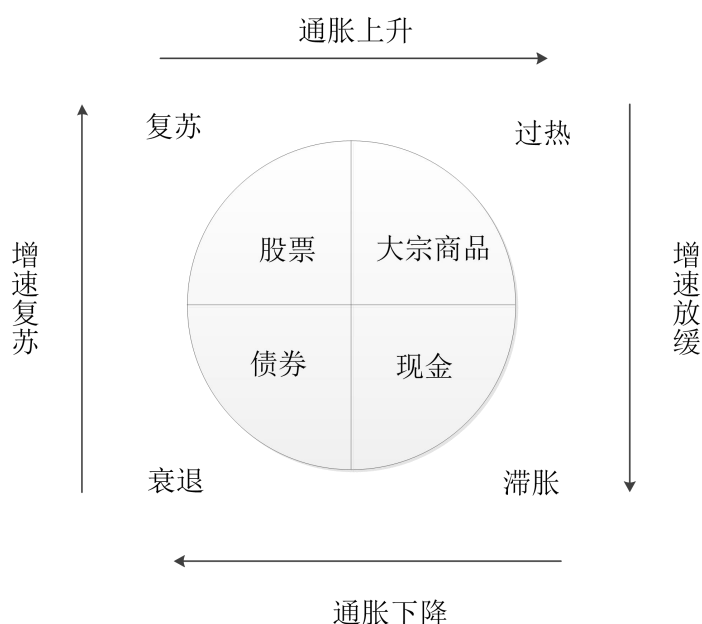 通胀上升
复苏
过热
股票
大宗商品
增速复苏
增速放缓
债券
现金
衰退
滞胀
通胀下降